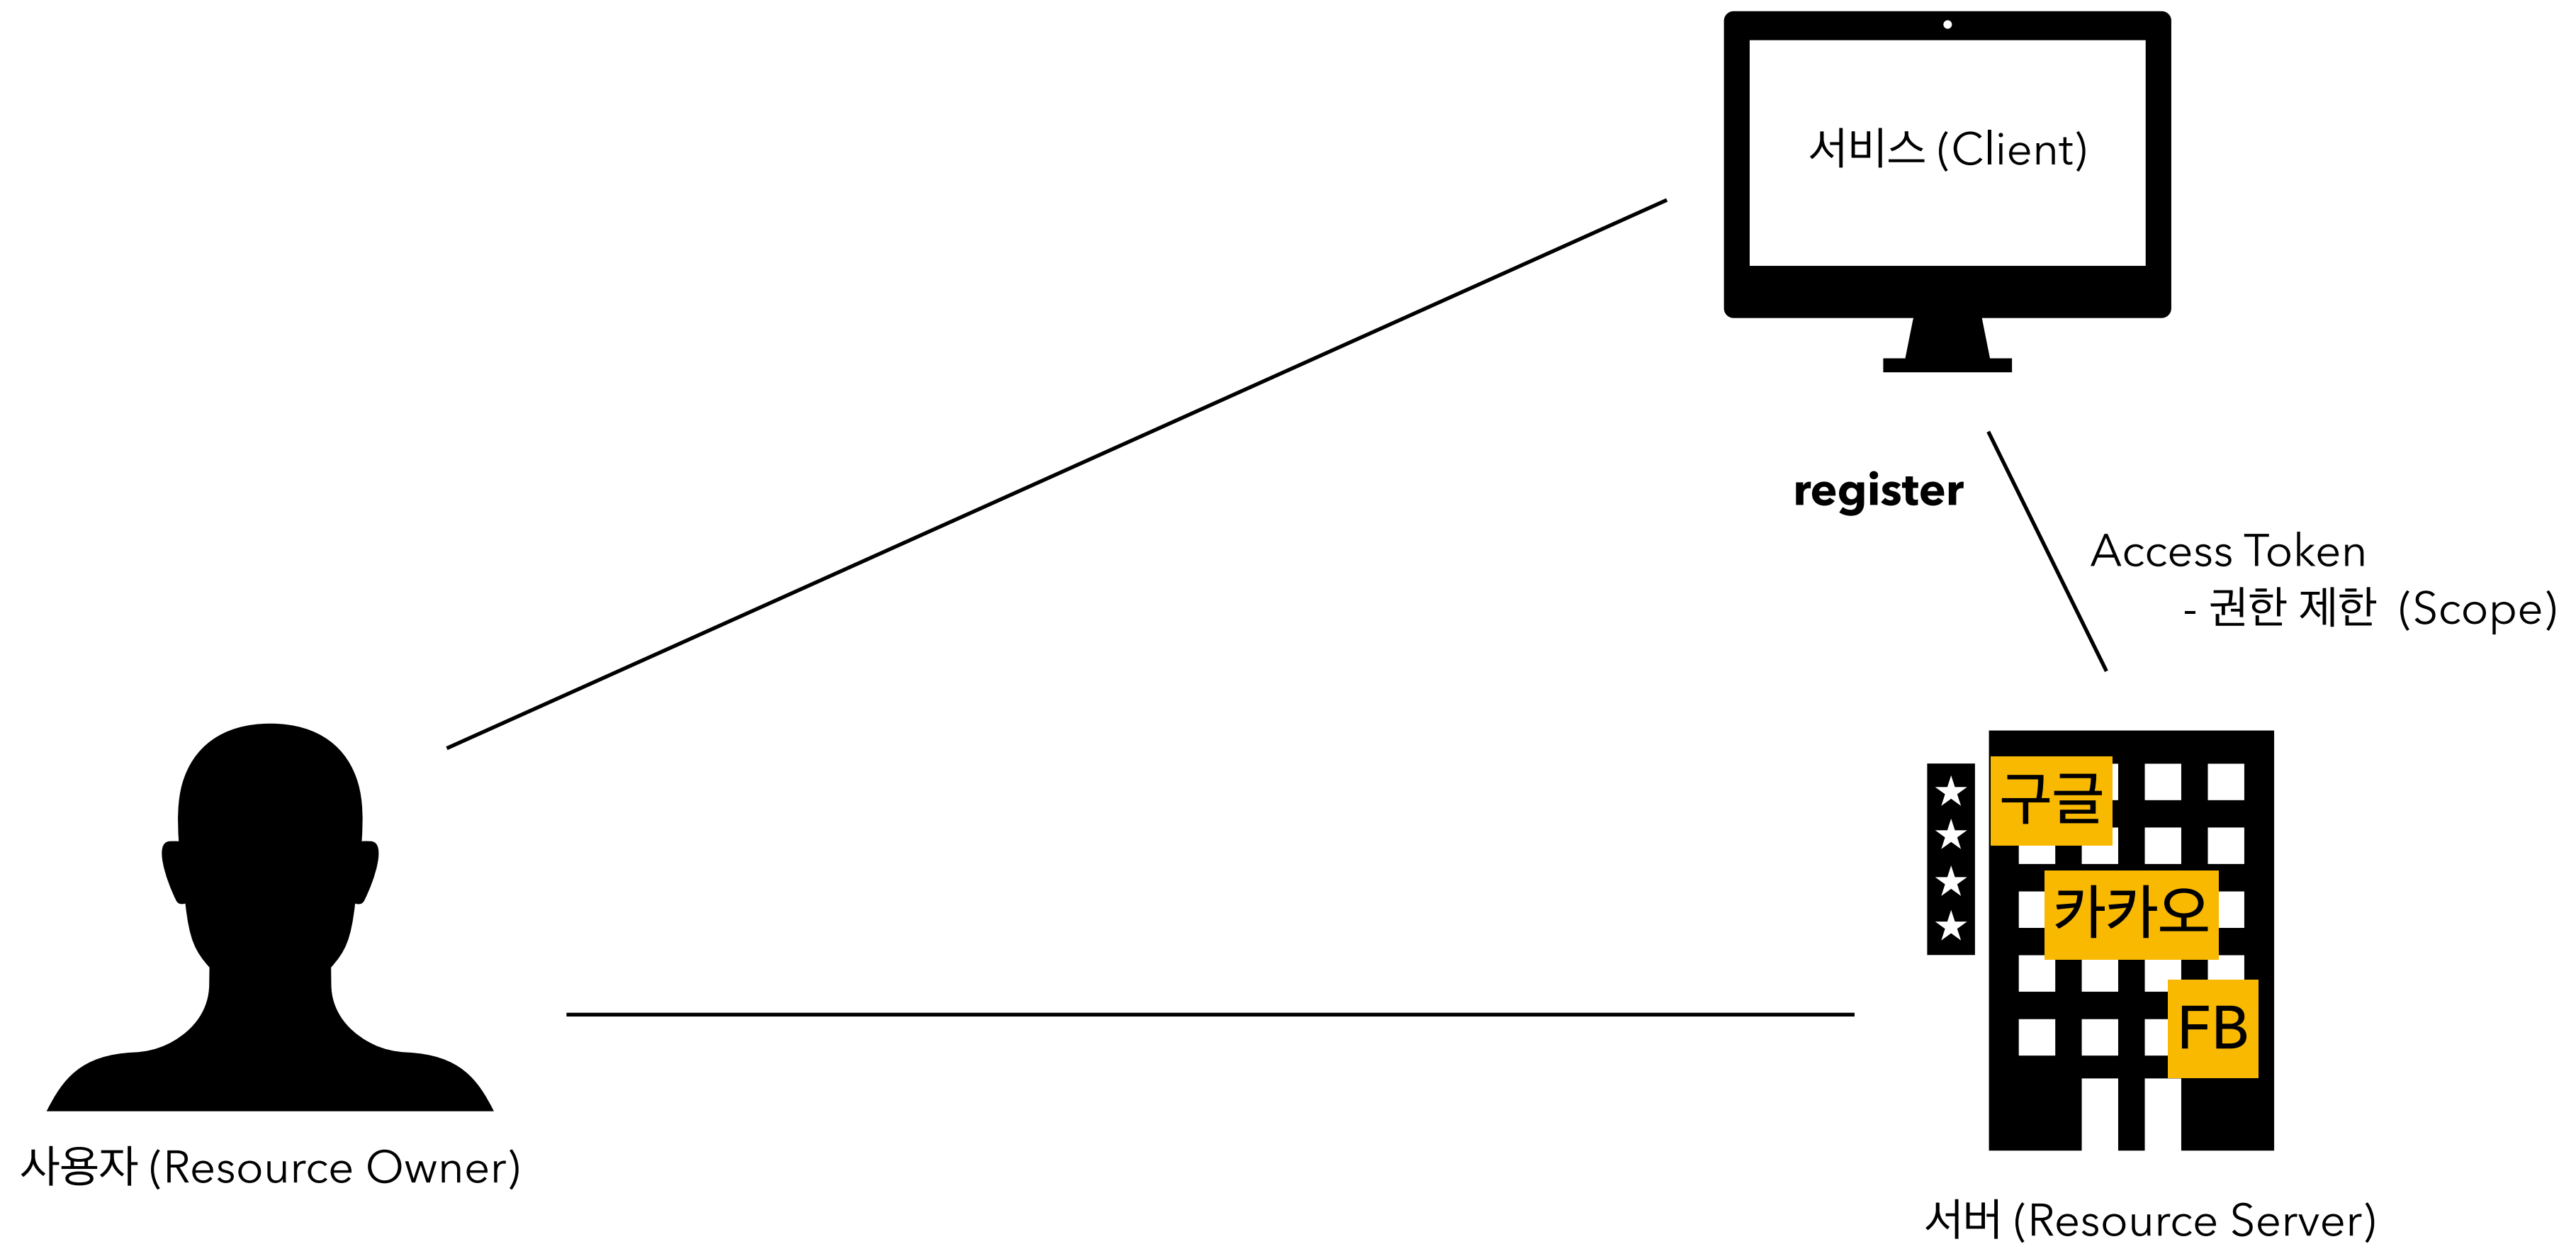 서비스 (Client)
register
Access Token
- 권한 제한 (Scope)
구글
카카오
FB
사용자 (Resource Owner)
서버 (Resource Server)